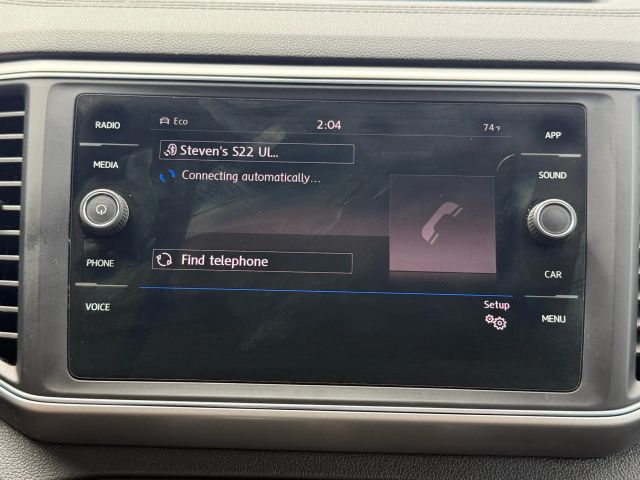 RADIO
MEDIA
PHONE
VOICE
Eco
2:04
74°F
Steven's S22 UL...
Connecting automatically...
Find telephone
Setup
APP
SOUND
CAR
MENU